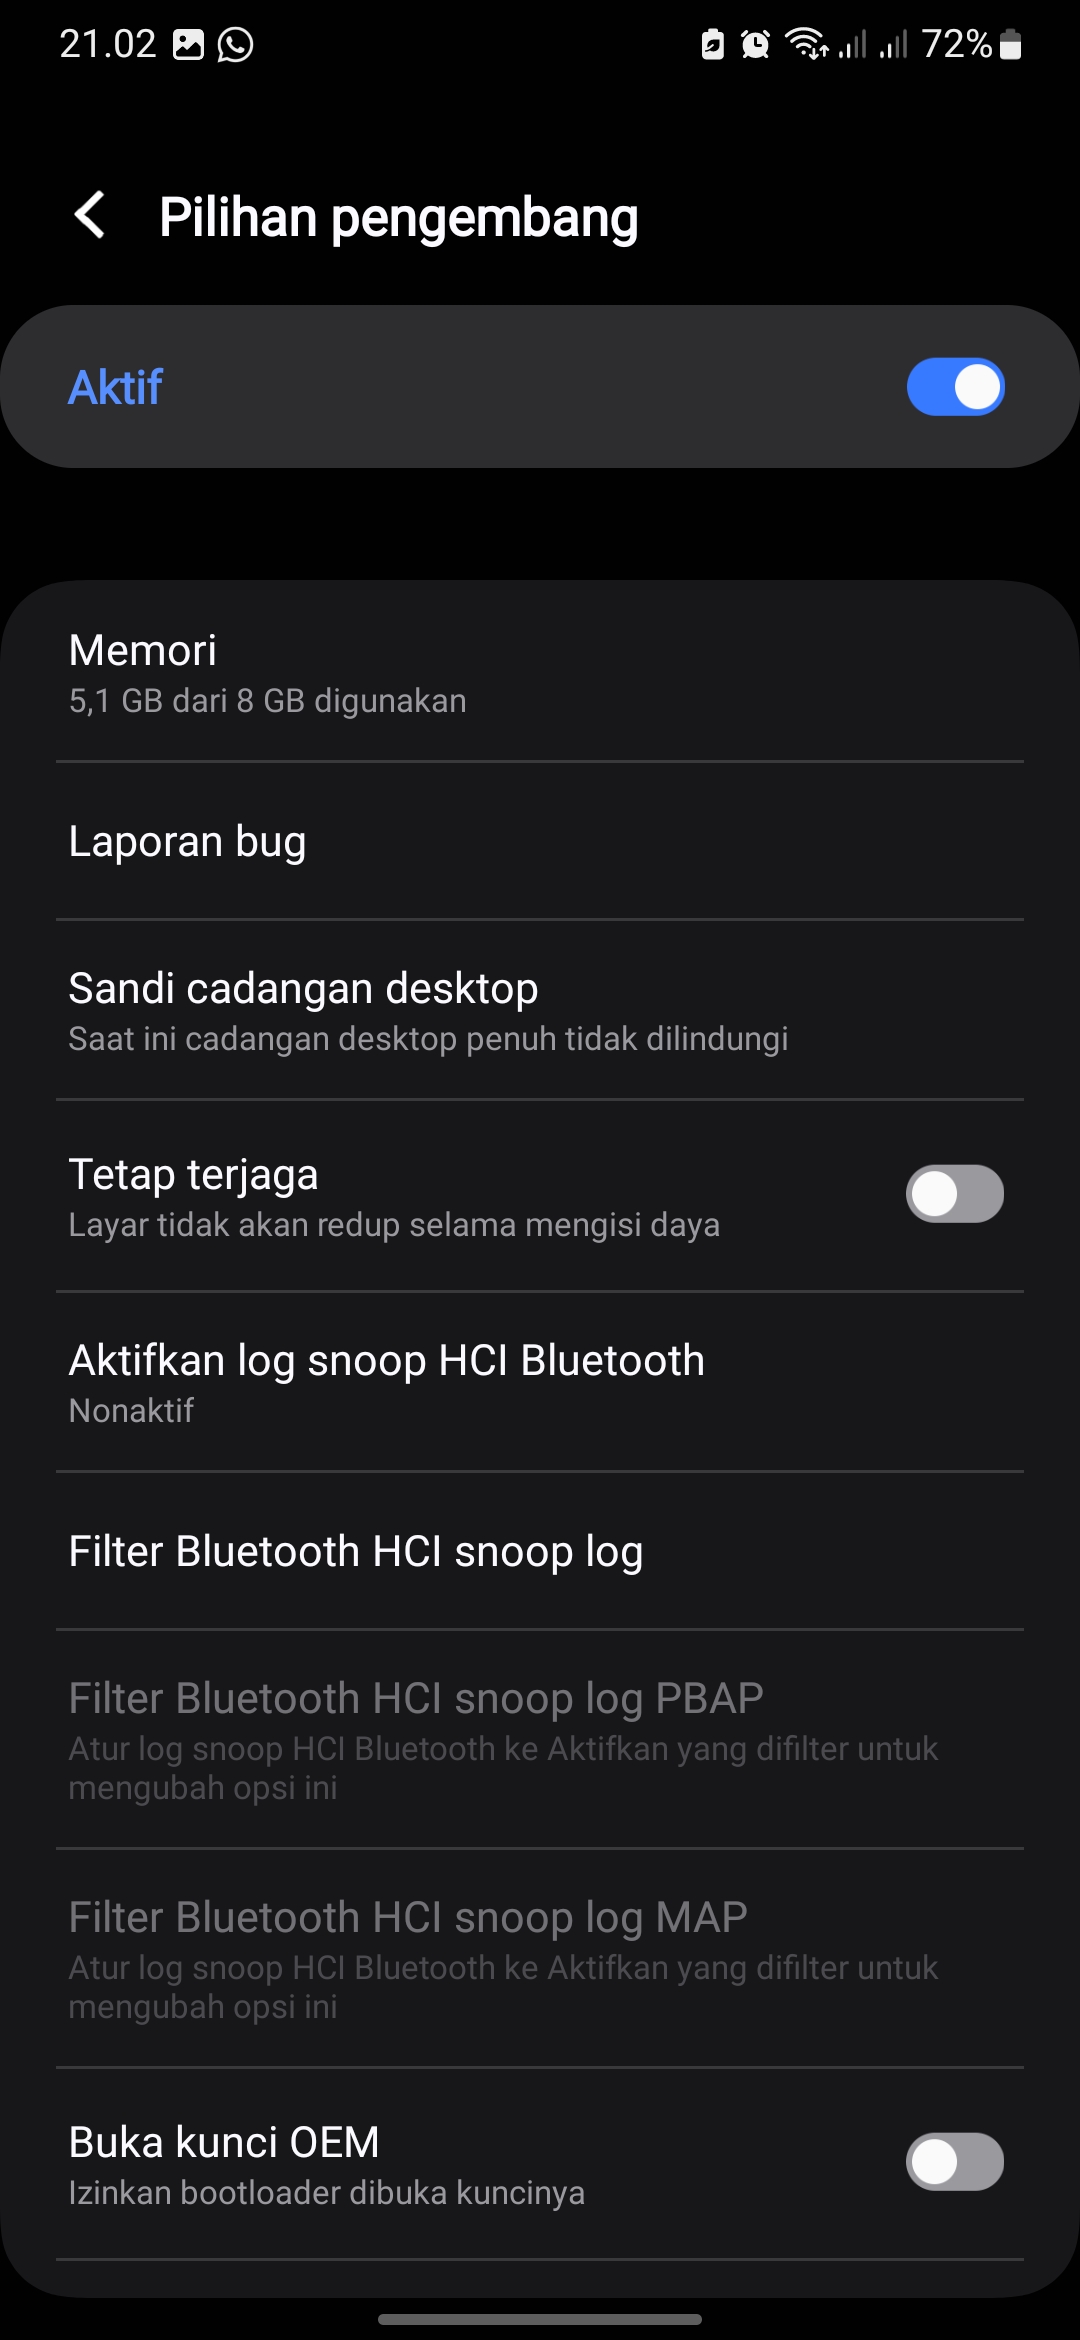 21.02
72%
Pilihan pengembang
Aktif
Memori
5,1 GB dari 8 GB digunakan
Laporan bug
Sandi cadangan desktop
Saat ini cadangan desktop penuh tidak dilindungi
Tetap terjaga
Layar tidak akan redup selama mengisi daya
Aktifkan log snoop HCI Bluetooth
Nonaktif
Filter Bluetooth HCI snoop log
Filter Bluetooth HCI snoop log PBAP
Atur log snoop HCI Bluetooth ke Aktifkan yang difilter untuk
mengubah opsi ini
Filter Bluetooth HCI snoop log MAP
Atur log snoop HCI Bluetooth ke Aktifkan yang difilter untuk
mengubah opsi ini
Buka kunci OEM
Izinkan bootloader dibuka kuncinya